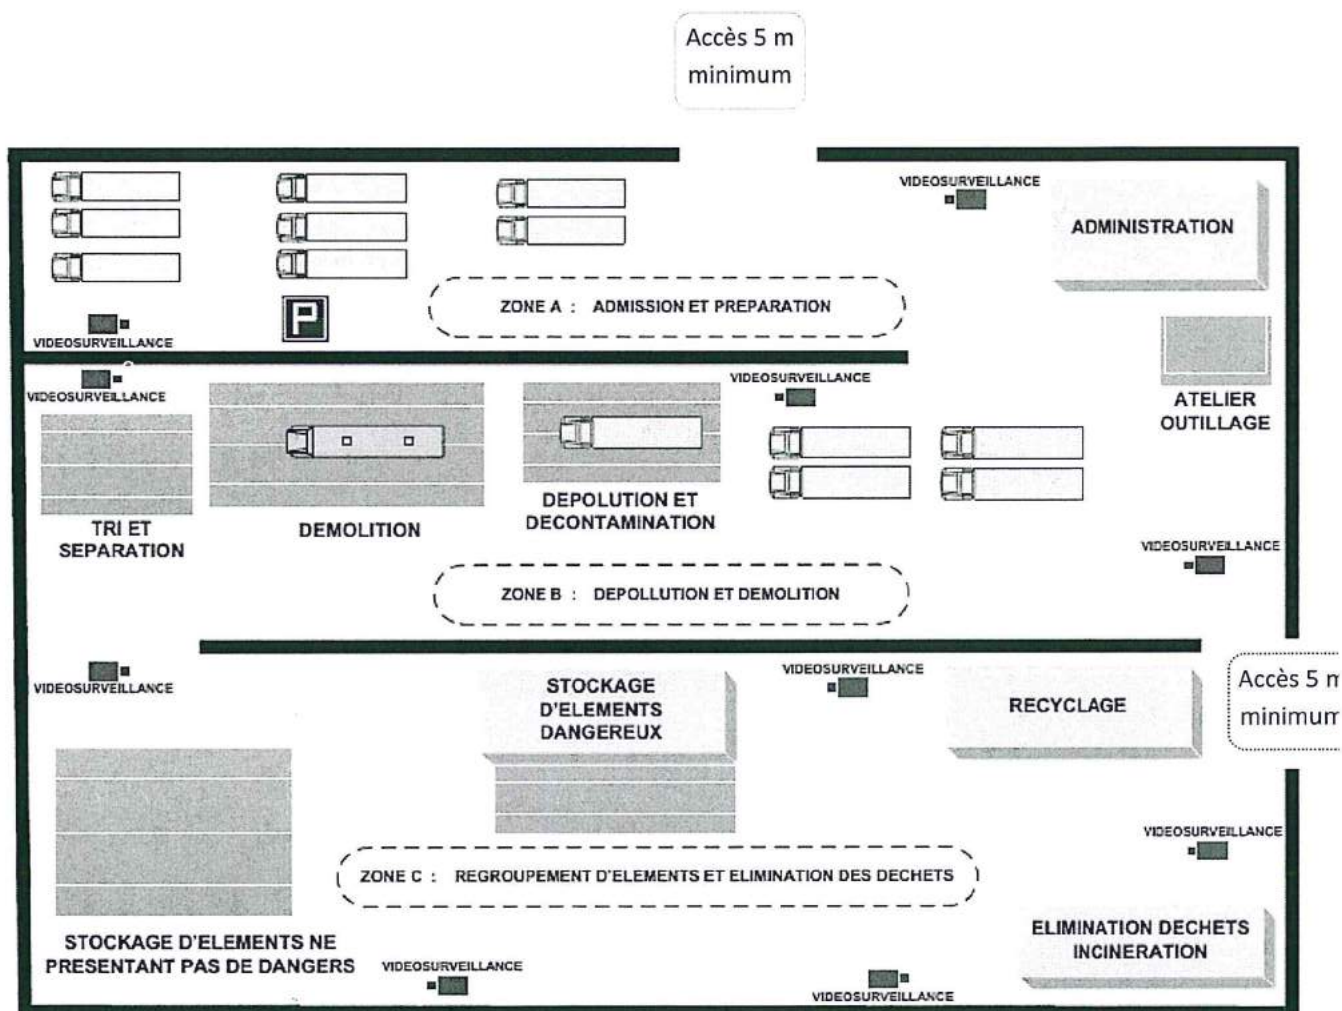 Accès 5 m
minimum
VIDEOSURVEILLANCE
ADMINISTRATION
ZONE A : ADMISSION ET PREPARATION
P
VIDEOSURVEILLANCE
VIDEOSURVEILLANCE
VIDEOSURVEILLANCE
ATELIER
OUTILLAGE
TRI ET
SEPARATION
DEMOLITION
DEPOLUTION ET
DECONTAMINATION
VIDEOSURVEILLANCE
ZONE B : DEPOLLUTION ET DEMOLITION
VIDEOSURVEILLANCE
STOCKAGE
D'ELEMENTS
DANGEREUX
VIDEOSURVEILLANCE
RECYCLAGE
Accès 5 m
minimum
VIDEOSURVEILLANCE
ZONE C : REGROUPEMENT D'ELEMENTS ET ELIMINATION DES DECHETS
STOCKAGE D'ELEMENTS NE
PRESENTANT PAS DE DANGERS
VIDEOSURVEILLANCE
VIDEOSURVEILLANCE
ELIMINATION DECHETS
INCINERATION